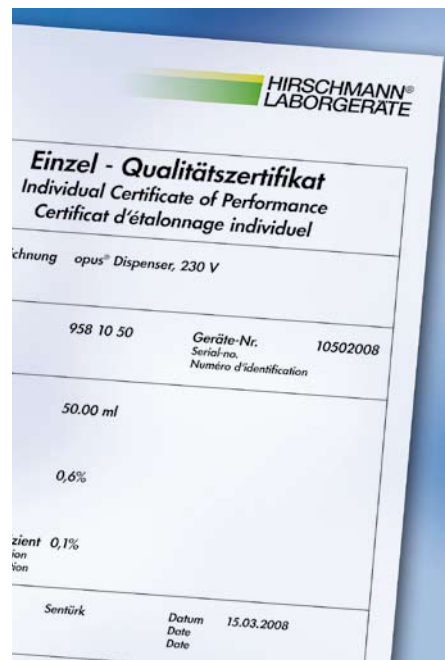 HIRSCHMANN®
LABORGERÄTE
Einzel - Qualitätszertifikat
Individual Certificate of Performance
Certificat d'étalonnage individuel
opus® Dispenser, 230 V
958 10 50 Geräte-Nr. 10502008
Serial-no.
Numéro d'identification
50.00 ml
0,6%
0,1%
Sentürk Datum 15.03.2008
Date
Date